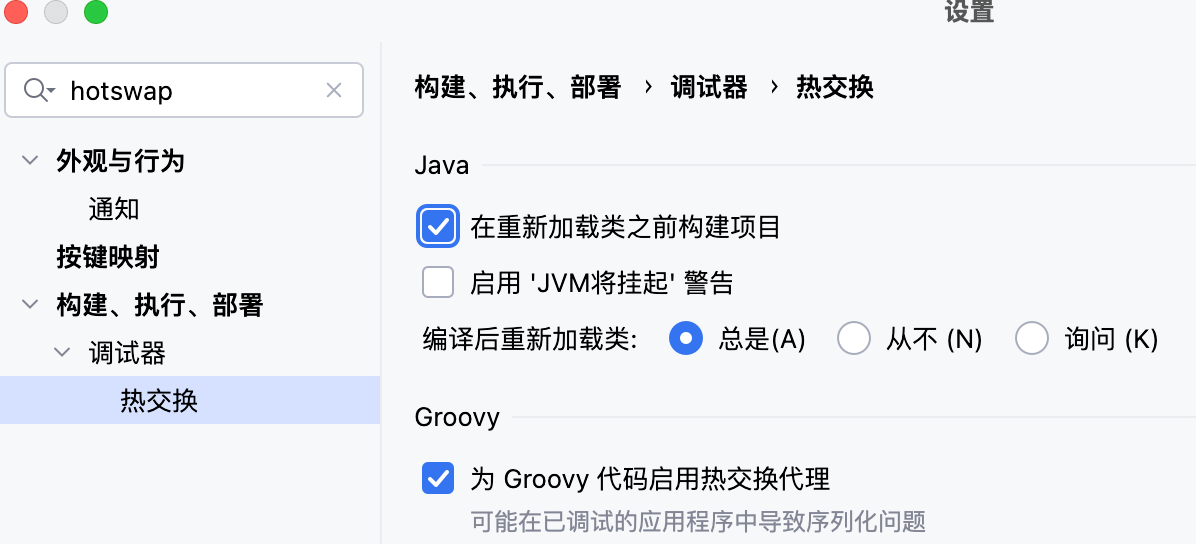 设置
hotswap
外观与行为
通知
按键映射
构建、执行、部署
调试器
热交换
构建、执行、部署 › 调试器 › 热交换
Java
在重新加载类之前构建项目
启用 'JVM将挂起' 警告
编译后重新加载类: 总是(A) 从不 (N) 询问 (K)
Groovy
为 Groovy 代码启用热交换代理
可能在已调试的应用程序中导致序列化问题